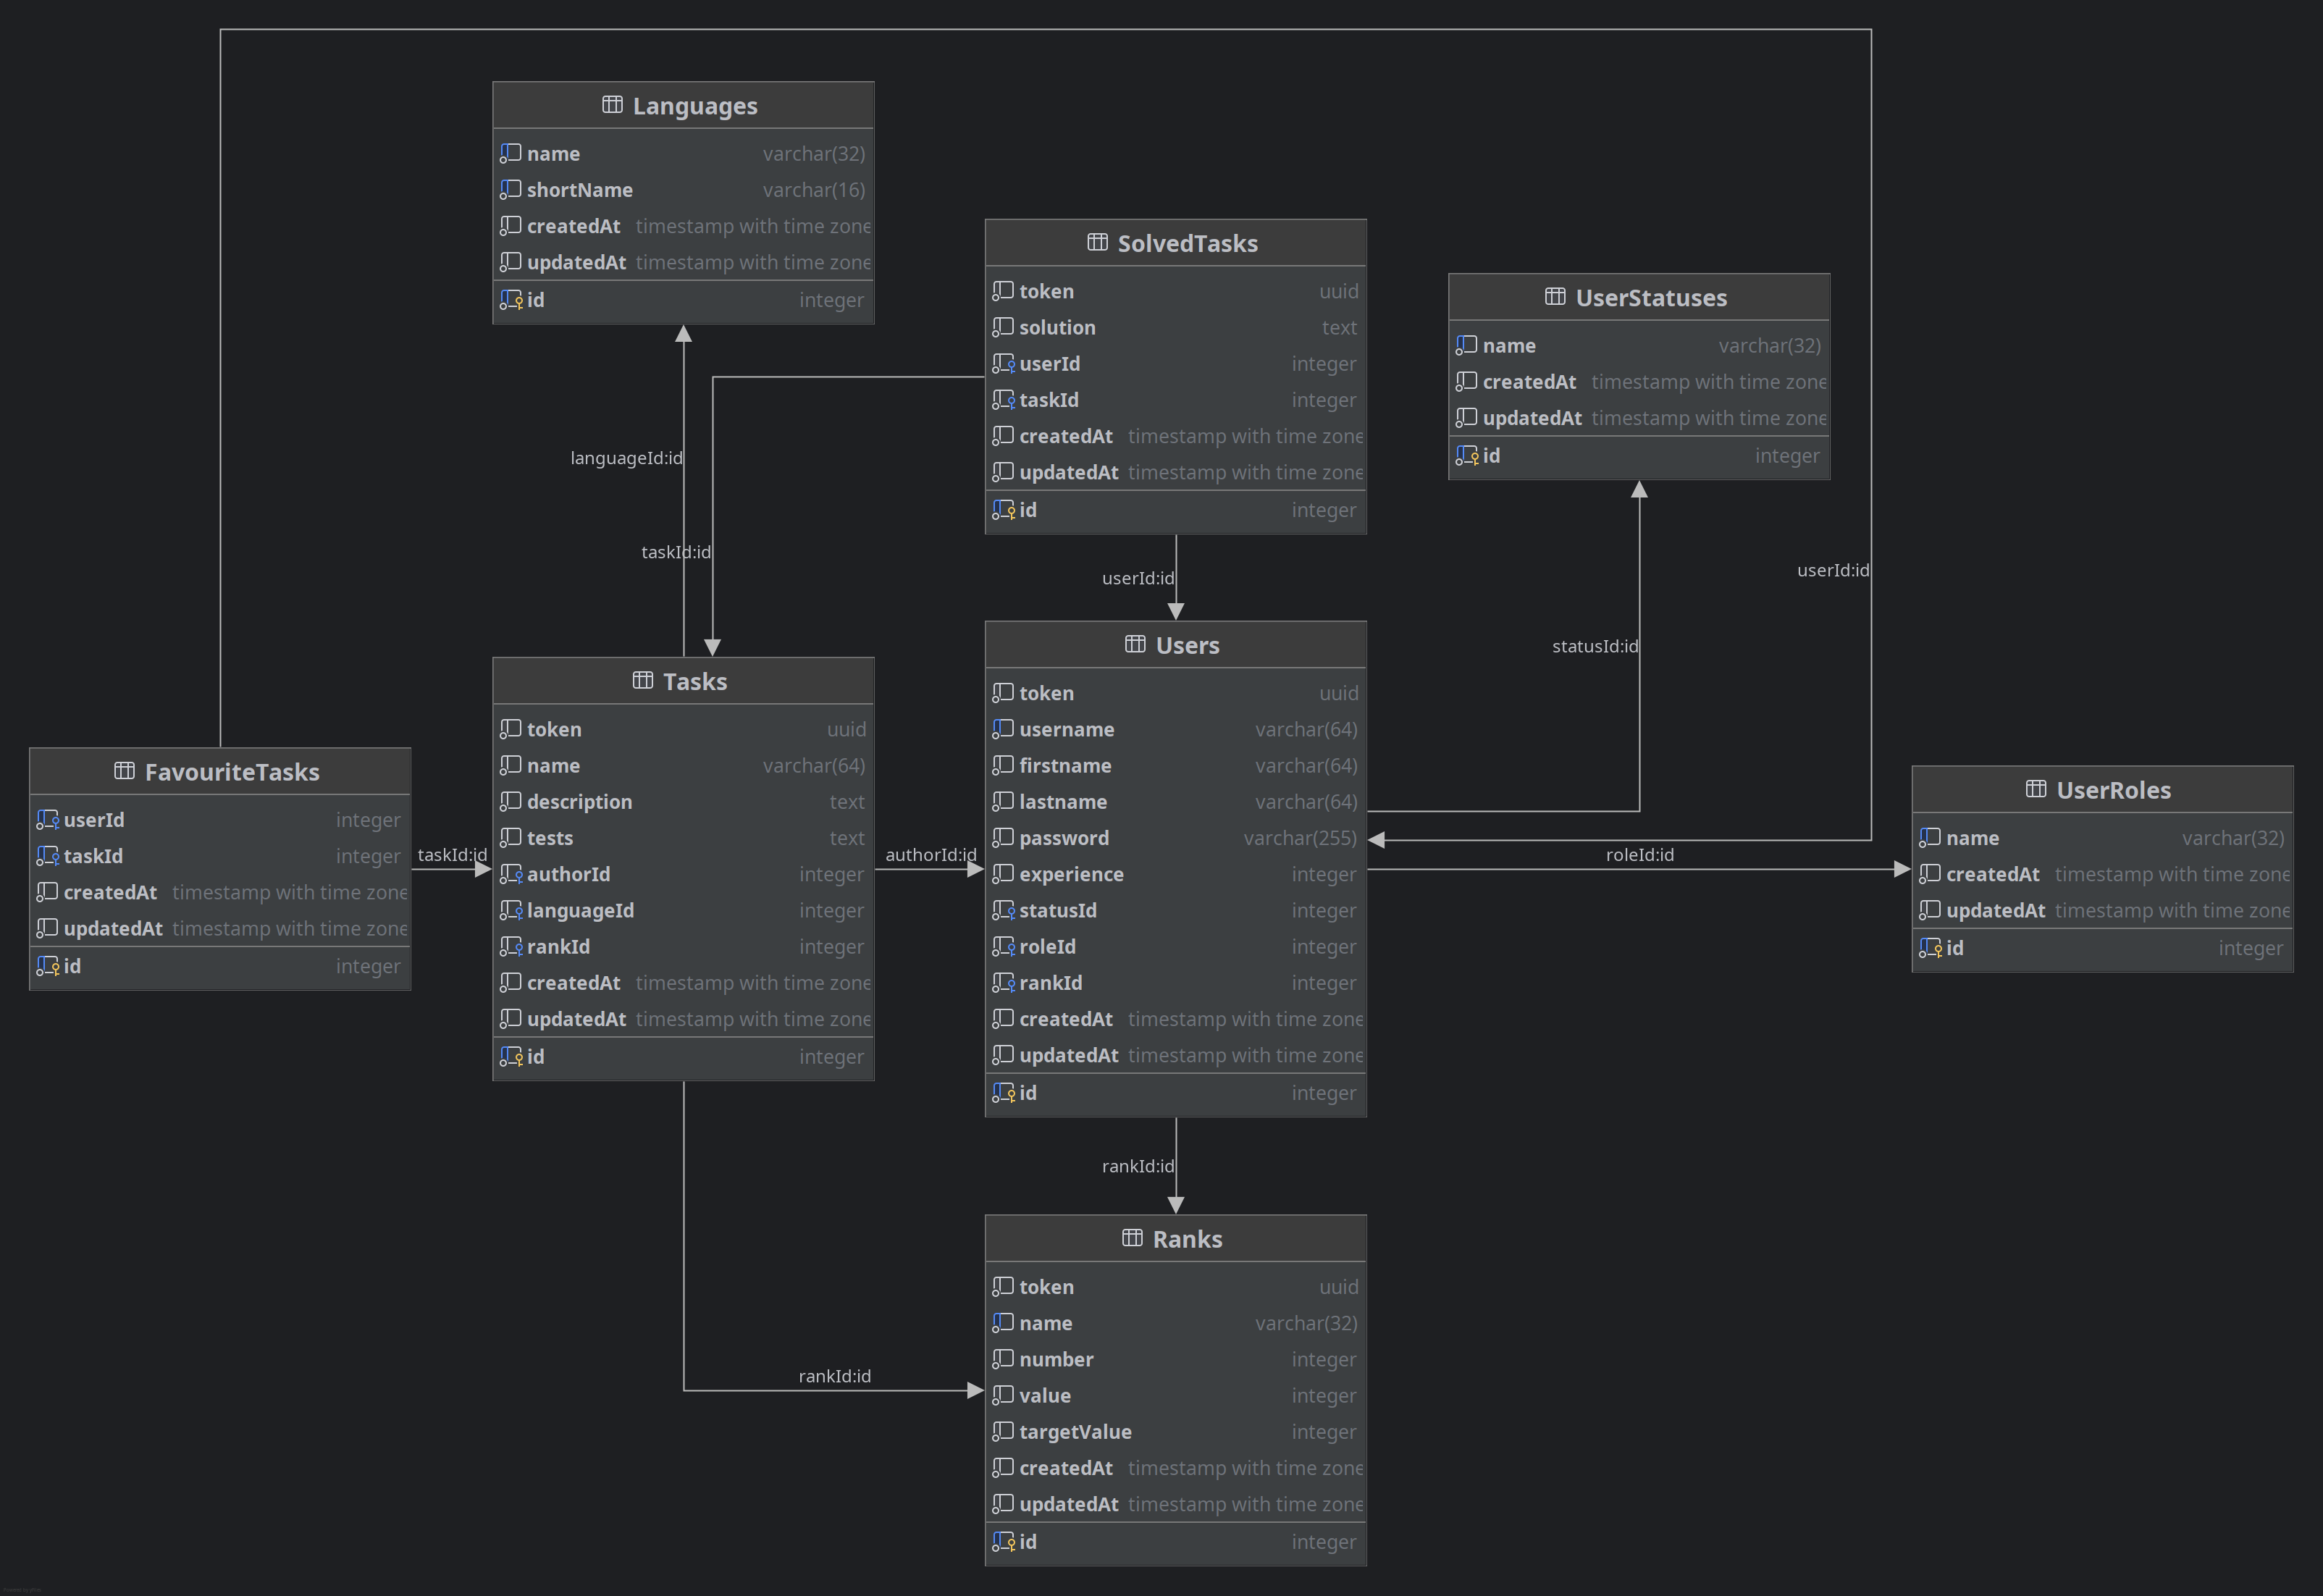 Languages
name varchar(32)
shortName varchar(16)
createdAt timestamp with time zone
updatedAt timestamp with time zone
id integer
SolvedTasks
token uuid
solution text
userId integer
taskId integer
createdAt timestamp with time zone
updatedAt timestamp with time zone
id integer
UserStatuses
name varchar(32)
createdAt timestamp with time zone
updatedAt timestamp with time zone
id integer
languageId:id
taskId:id
userId:id
userId:id
statusId:id
FavouriteTasks
userId integer
taskId integer
createdAt timestamp with time zone
updatedAt timestamp with time zone
id integer
taskId:id
Tasks
token uuid
name varchar(64)
description text
tests text
authorId integer
languageId integer
rankId integer
createdAt timestamp with time zone
updatedAt timestamp with time zone
id integer
authorId:id
Users
token uuid
username varchar(64)
firstname varchar(64)
lastname varchar(64)
password varchar(255)
experience integer
statusId integer
roleId integer
rankId integer
createdAt timestamp with time zone
updatedAt timestamp with time zone
id integer
roleId:id
UserRoles
name varchar(32)
createdAt timestamp with time zone
updatedAt timestamp with time zone
id integer
rankId:id
rankId:id
Ranks
token uuid
name varchar(32)
number integer
value integer
targetValue integer
createdAt timestamp with time zone
updatedAt timestamp with time zone
id integer